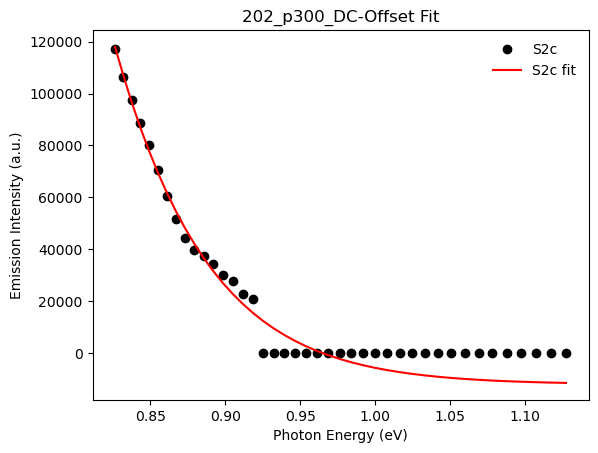 202_p300_DC-Offset Fit
S2c
S2c fit
Emission Intensity (a.u.)
120000
100000
80000
60000
40000
20000
0
0.85 0.90 0.95 1.00 1.05 1.10
Photon Energy (eV)